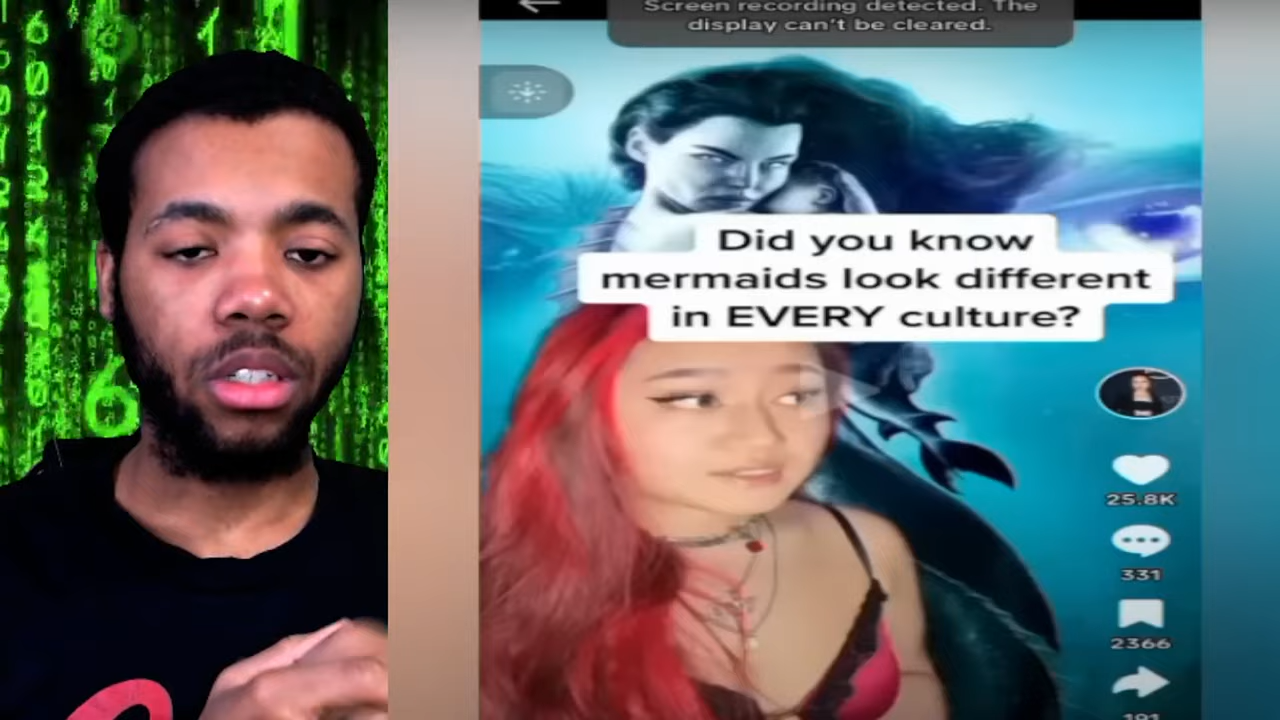 Screen recording detected. The
display can't be cleared.
Did you know
mermaids look different
in EVERY culture?
25.8K
331
2366
191